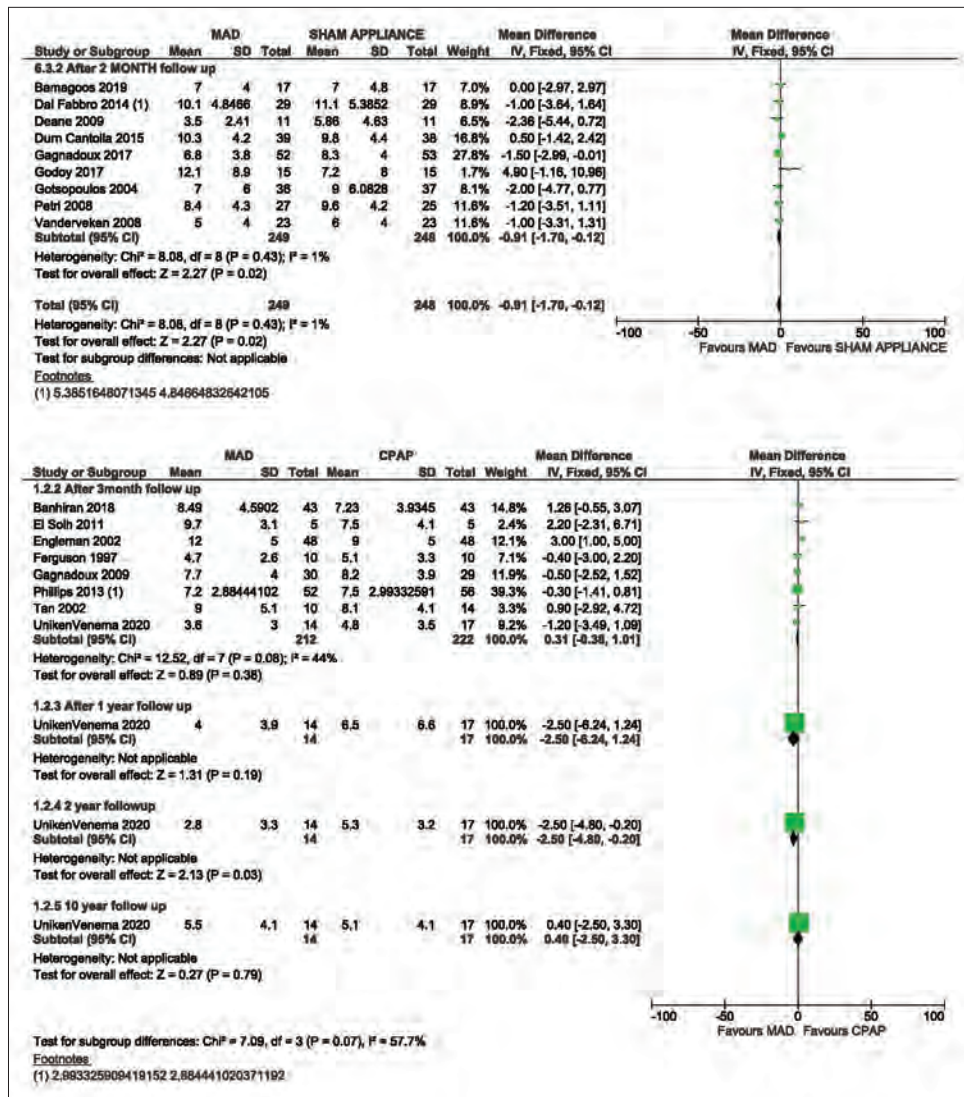 MAD SHAM APPLIANCE Mean Difference Mean Difference
Study or Subgroup Mean SD Total Mean SD Total Weight IV, Fixed, 95% CI IV, Fixed, 95% CI
6.3.2 After 2 MONTH follow up
Bamagoos 2019 7 4 17 7 4.8 17 7.0% 0.00 [-2.97, 2.97]
Dal Fabbro 2014 (1) 10.1 4.8466 29 11.1 5.3852 29 8.9% -1.00 [-3.64, 1.64]
Deane 2009 3.5 2.41 11 5.86 4.63 11 6.5% -2.36 [-5.44, 0.72]
Durn Cantolla 2015 10.3 4.2 39 9.8 4.4 38 16.8% 0.50 [-1.42, 2.42]
Gagnadoux 2017 6.8 3.8 52 8.3 4 53 27.8% -1.50 [-2.99, -0.01]
Godoy 2017 12.1 8.9 15 7.2 8 15 1.7% 4.90 [-1.16, 10.96]
Gotsopoulos 2004 7 6 36 9 6.0828 37 8.1% -2.00 [-4.77, 0.77]
Petri 2008 8.4 4.3 27 9.6 4.2 25 11.6% -1.20 [-3.51, 1.11]
Vanderveken 2008 5 4 23 6 4 23 11.6% -1.00 [-3.31, 1.31]
Subtotal (95% CI) 249 248 100.0% -0.91 [-1.70, -0.12]
Heterogeneity: Chi² = 8.08, df = 8 (P = 0.43); I² = 1%
Test for overall effect: Z = 2.27 (P = 0.02)
Total (95% CI) 249 248 100.0% -0.91 [-1.70, -0.12]
Heterogeneity: Chi² = 8.08, df = 8 (P = 0.43); I² = 1%
Test for overall effect: Z = 2.27 (P = 0.02)
Test for subgroup differences: Not applicable
-100 -50 0 50 100
Favours MAD Favours SHAM APPLIANCE
Footnotes
(1) 5.3851648071345 4.84664832642105
MAD CPAP Mean Difference Mean Difference
Study or Subgroup Mean SD Total Mean SD Total Weight IV, Fixed, 95% CI IV, Fixed, 95% CI
1.2.2 After 3month follow up
Banhiran 2018 8.49 4.5902 43 7.23 3.9345 43 14.8% 1.26 [-0.55, 3.07]
El Solh 2011 9.7 3.1 5 7.5 4.1 5 2.4% 2.20 [-2.31, 6.71]
Engleman 2002 12 5 48 9 5 48 12.1% 3.00 [1.00, 5.00]
Ferguson 1997 4.7 2.6 10 5.1 3.3 10 7.1% -0.40 [-3.00, 2.20]
Gagnadoux 2009 7.7 4 30 8.2 3.9 29 11.9% -0.50 [-2.52, 1.52]
Phillips 2013 (1) 7.2 2.88444102 52 7.5 2.99332591 56 39.3% -0.30 [-1.41, 0.81]
Tan 2002 9 5.1 10 8.1 4.1 14 3.3% 0.90 [-2.92, 4.72]
UnikenVenema 2020 3.6 3 14 4.8 3.5 17 9.2% -1.20 [-3.49, 1.09]
Subtotal (95% CI) 212 222 100.0% 0.31 [-0.38, 1.01]
Heterogeneity: Chi² = 12.52, df = 7 (P = 0.08); I² = 44%
Test for overall effect: Z = 0.89 (P = 0.38)
1.2.3 After 1 year follow up
UnikenVenema 2020 4 3.9 14 6.5 6.6 17 100.0% -2.50 [-6.24, 1.24]
Subtotal (95% CI) 14 17 100.0% -2.50 [-6.24, 1.24]
Heterogeneity: Not applicable
Test for overall effect: Z = 1.31 (P = 0.19)
1.2.4 2 year followup
UnikenVenema 2020 2.8 3.3 14 5.3 3.2 17 100.0% -2.50 [-4.80, -0.20]
Subtotal (95% CI) 14 17 100.0% -2.50 [-4.80, -0.20]
Heterogeneity: Not applicable
Test for overall effect: Z = 2.13 (P = 0.03)
1.2.5 10 year follow up
UnikenVenema 2020 5.5 4.1 14 5.1 4.1 17 100.0% 0.40 [-2.50, 3.30]
Subtotal (95% CI) 14 17 100.0% 0.40 [-2.50, 3.30]
Heterogeneity: Not applicable
Test for overall effect: Z = 0.27 (P = 0.79)
-100 -50 0 50 100
Favours MAD Favours CPAP
Test for subgroup differences: Chi² = 7.09, df = 3 (P = 0.07), I² = 57.7%
Footnotes
(1) 2.993325909419152 2.884441020371192